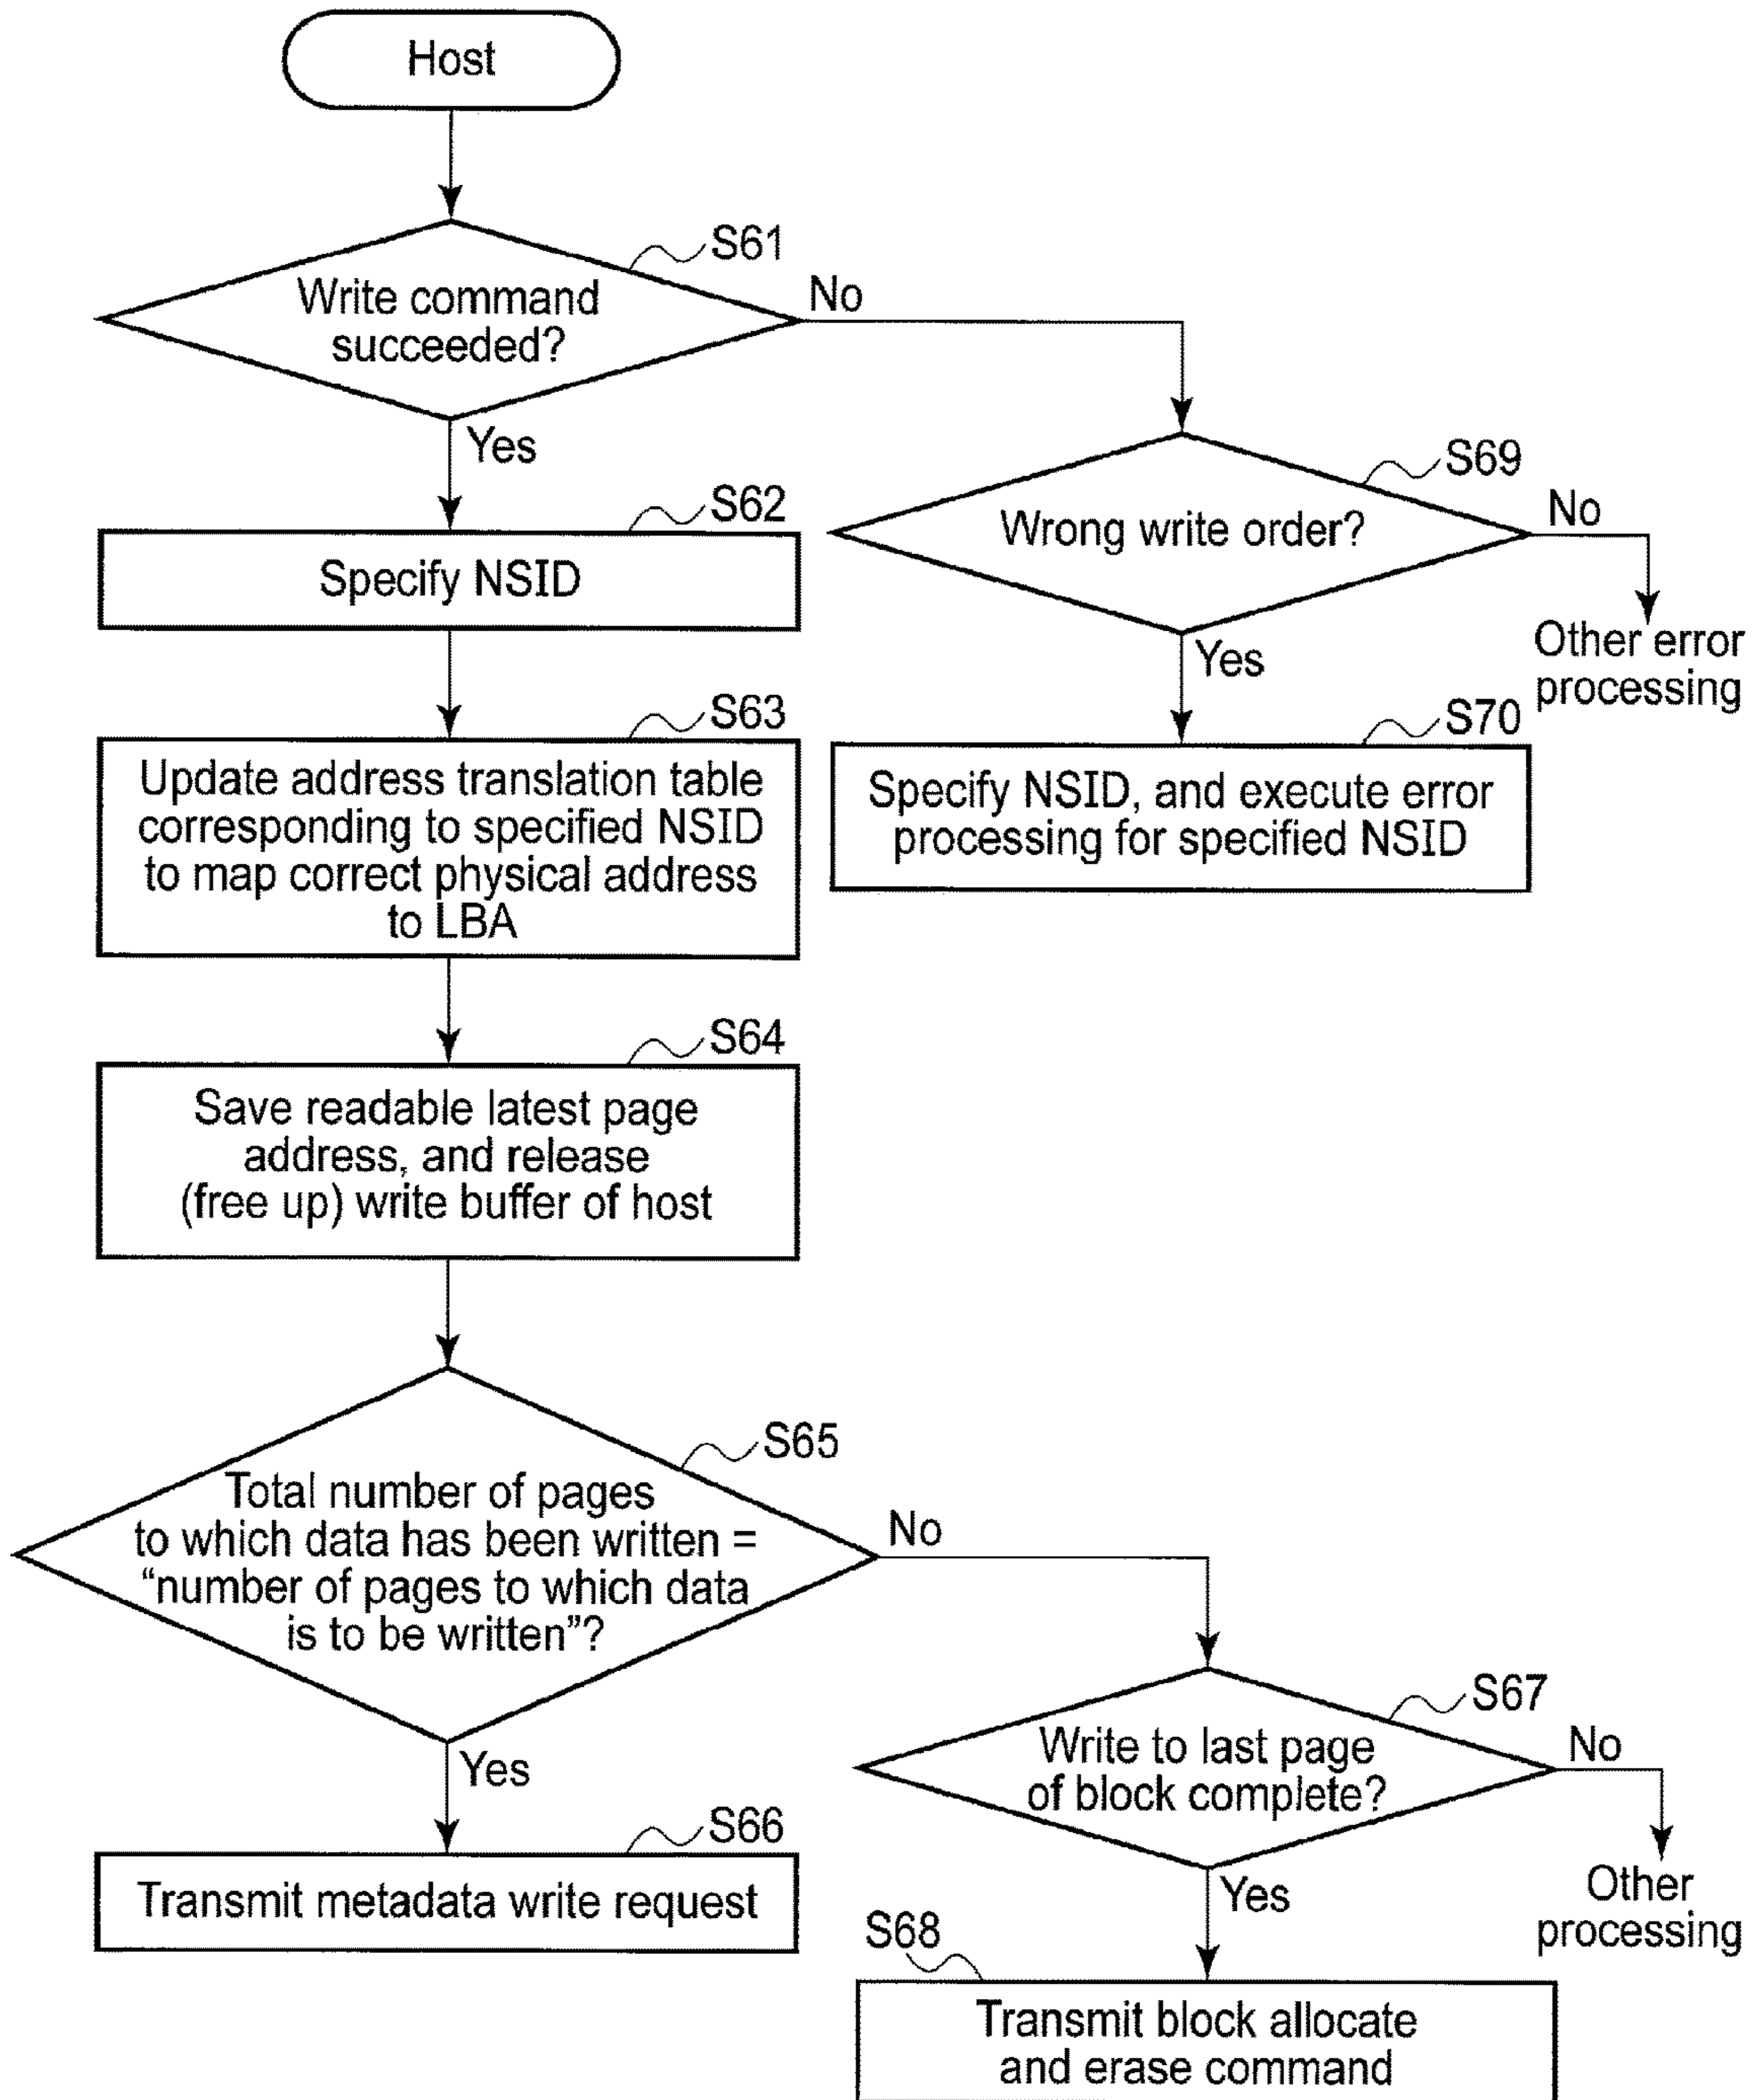 Host
S61
Write command
succeeded?
No
Yes
S69
Wrong write order?
No
Other error
processing
Yes
S62
Specify NSID
S63
Update address translation table
corresponding to specified NSID
to map correct physical address
to LBA
S70
Specify NSID, and execute error
processing for specified NSID
S64
Save readable latest page
address, and release
(free up) write buffer of host
S65
Total number of pages
to which data has been written =
“number of pages to which data
is to be written”?
No
Yes
S66
Transmit metadata write request
S67
Write to last page
of block complete?
No
Other
processing
Yes
S68
Transmit block allocate
and erase command